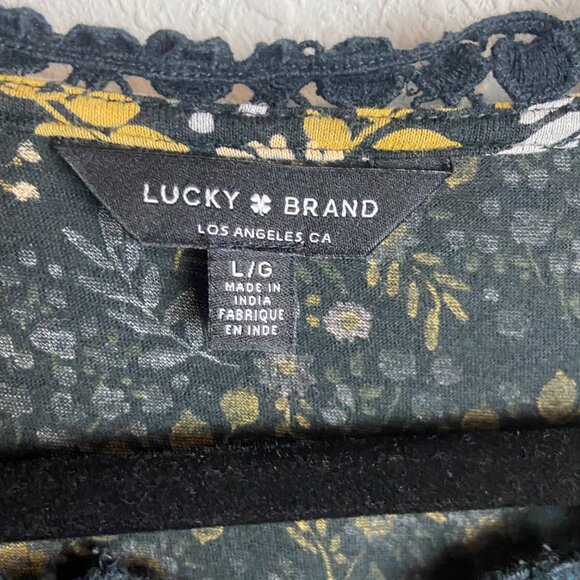 LUCKY BRAND
LOS ANGELES, CA
L/G
MADE IN
INDIA
FABRIQUE
EN INDE